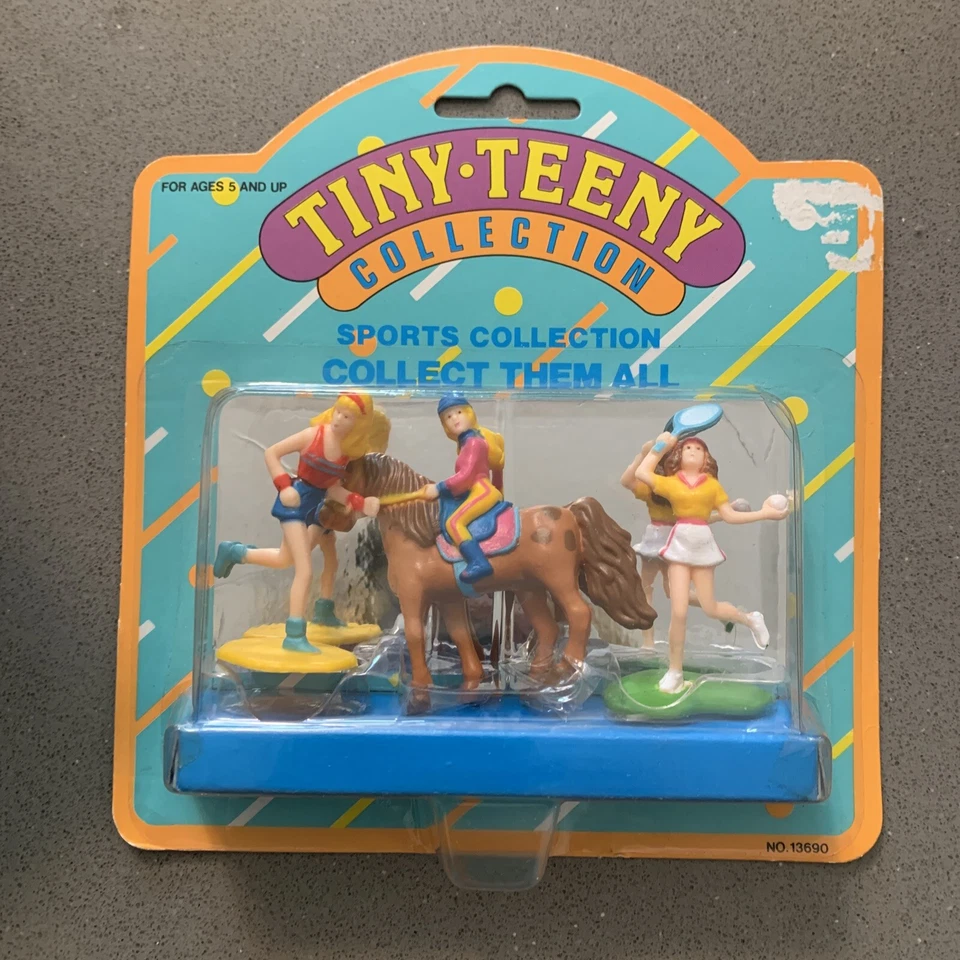 FOR AGES 5 AND UP
TINY•TEENY
COLLECTION
SPORTS COLLECTION
COLLECT THEM ALL
NO.13690